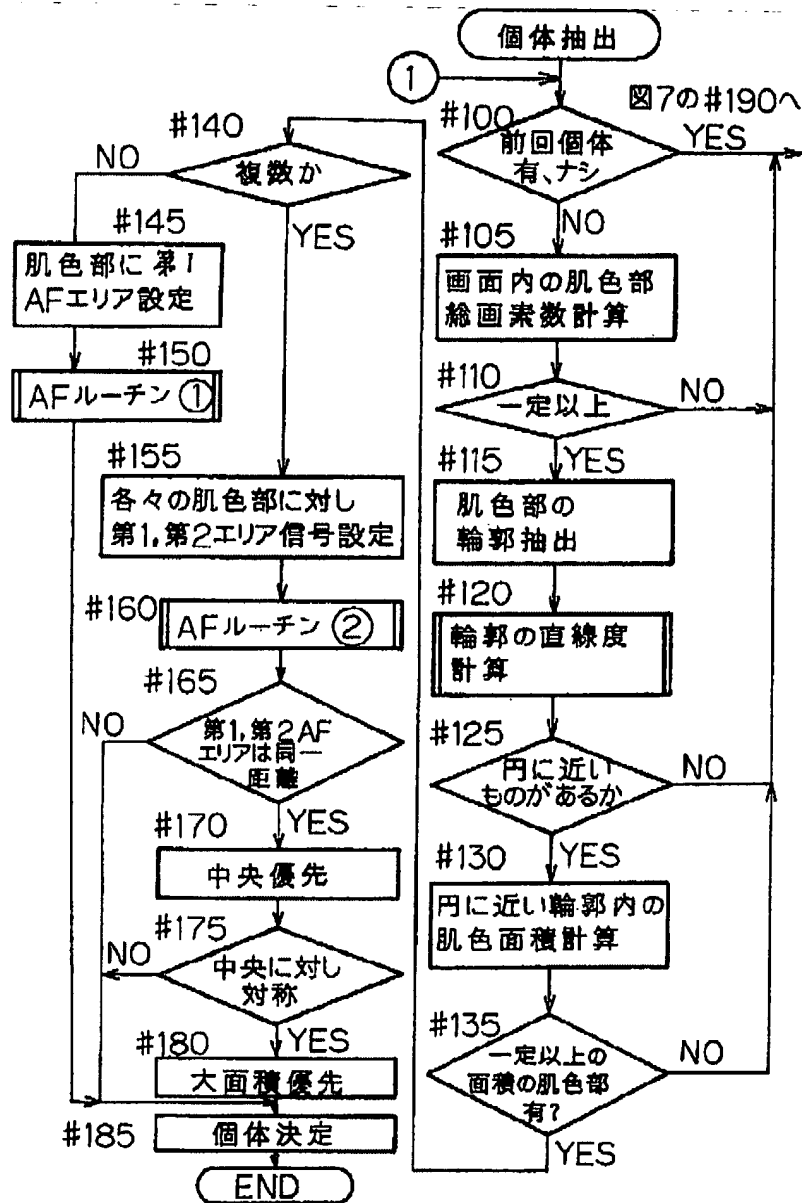 個体抽出
①
図7の#190へ
#100
前回個体
有、ナシ
YES
NO
#105
画面内の肌色部
総画素数計算
#110
一定以上
NO
YES
#115
肌色部の
輪郭抽出
#120
輪郭の直線度
計算
#125
円に近い
ものがあるか
NO
YES
#130
円に近い輪郭内の
肌色面積計算
#135
一定以上の
面積の肌色部
有?
NO
YES
#140
複数か
NO
YES
#145
肌色部に第1
AFエリア設定
#150
AFルーチン①
#155
各々の肌色部に対し
第1,第2エリア信号設定
#160
AFルーチン②
#165
第1,第2AF
エリアは同一
距離
NO
YES
#170
中央優先
#175
中央に対し
対称
NO
YES
#180
大面積優先
#185
個体決定
END